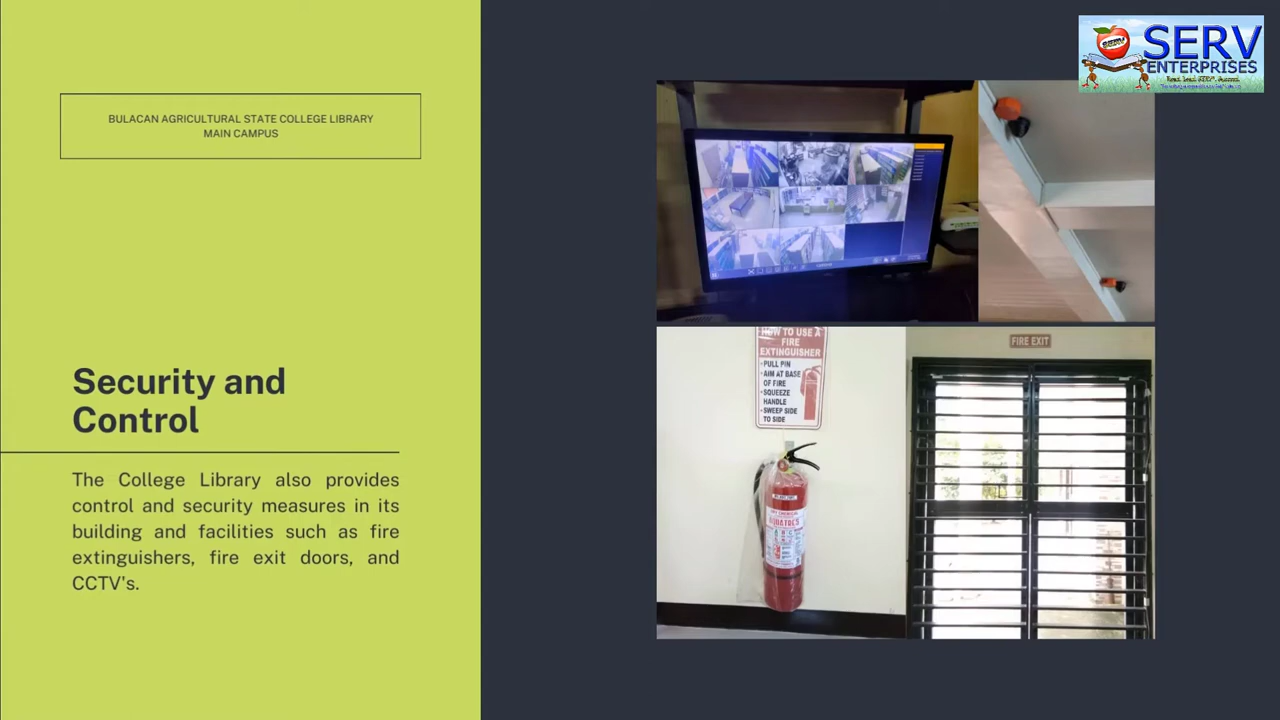 SERV
ENTERPRISES
BULACAN AGRICULTURAL STATE COLLEGE LIBRARY
MAIN CAMPUS
Security and
Control
The College Library also provides
control and security measures in its
building and facilities such as fire
extinguishers, fire exit doors, and
CCTV's.
HOW TO USE A
FIRE
EXTINGUISHER
PULL PIN
AIM AT BASE
OF FIRE
SQUEEZE
HANDLE
SWEEP SIDE
TO SIDE
FIRE EXIT